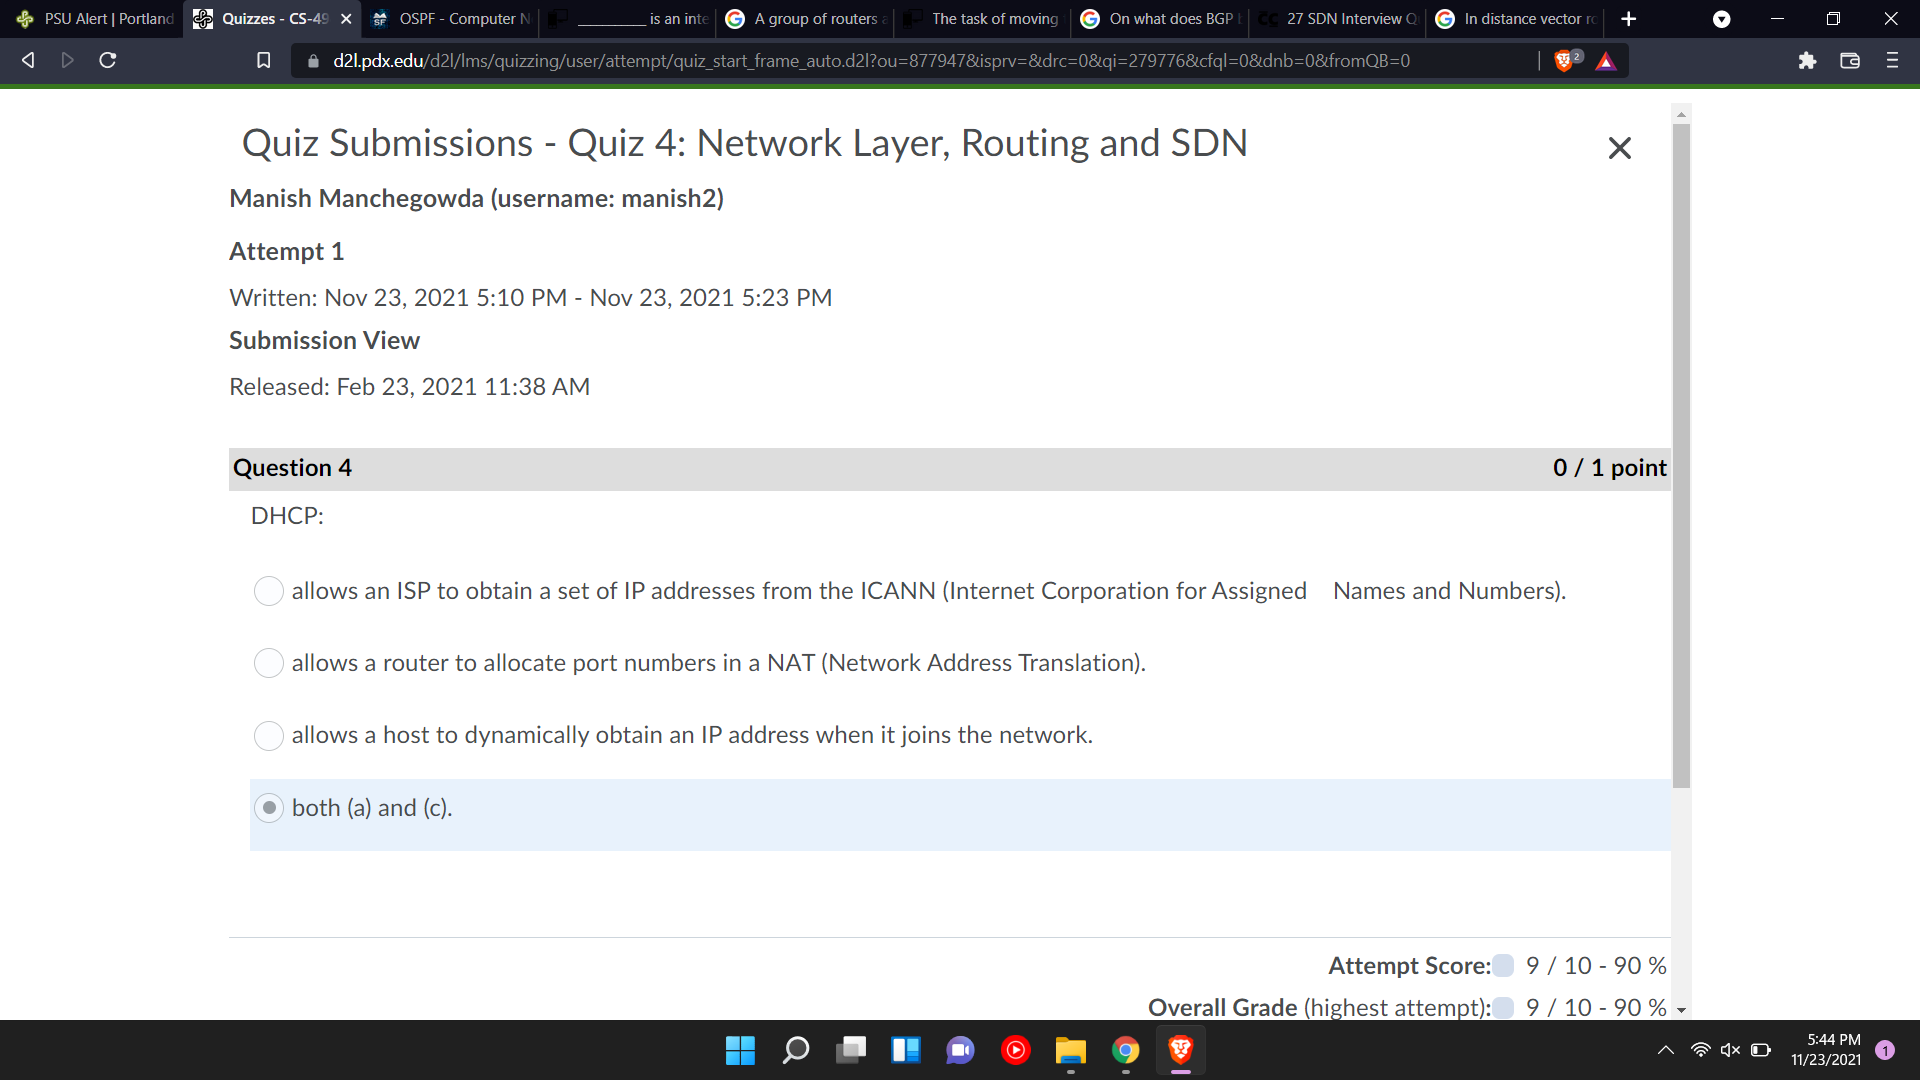 PSU Alert | Portland
Quizzes - CS-49
OSPF - Computer N
_________ is an inte
A group of routers a
The task of moving
On what does BGP b
27 SDN Interview Q
In distance vector ro
d2l.pdx.edu/d2l/lms/quizzing/user/attempt/quiz_start_frame_auto.d2l?ou=877947&isprv=&drc=0&qi=279776&cfql=0&dnb=0&fromQB=0
2
Quiz Submissions - Quiz 4: Network Layer, Routing and SDN
Manish Manchegowda (username: manish2)
Attempt 1
Written: Nov 23, 2021 5:10 PM - Nov 23, 2021 5:23 PM
Submission View
Released: Feb 23, 2021 11:38 AM
Question 4 0 / 1 point
DHCP:
allows an ISP to obtain a set of IP addresses from the ICANN (Internet Corporation for Assigned Names and Numbers).
allows a router to allocate port numbers in a NAT (Network Address Translation).
allows a host to dynamically obtain an IP address when it joins the network.
both (a) and (c).
Attempt Score: 9 / 10 - 90 %
Overall Grade (highest attempt): 9 / 10 - 90 %
5:44 PM
11/23/2021
1